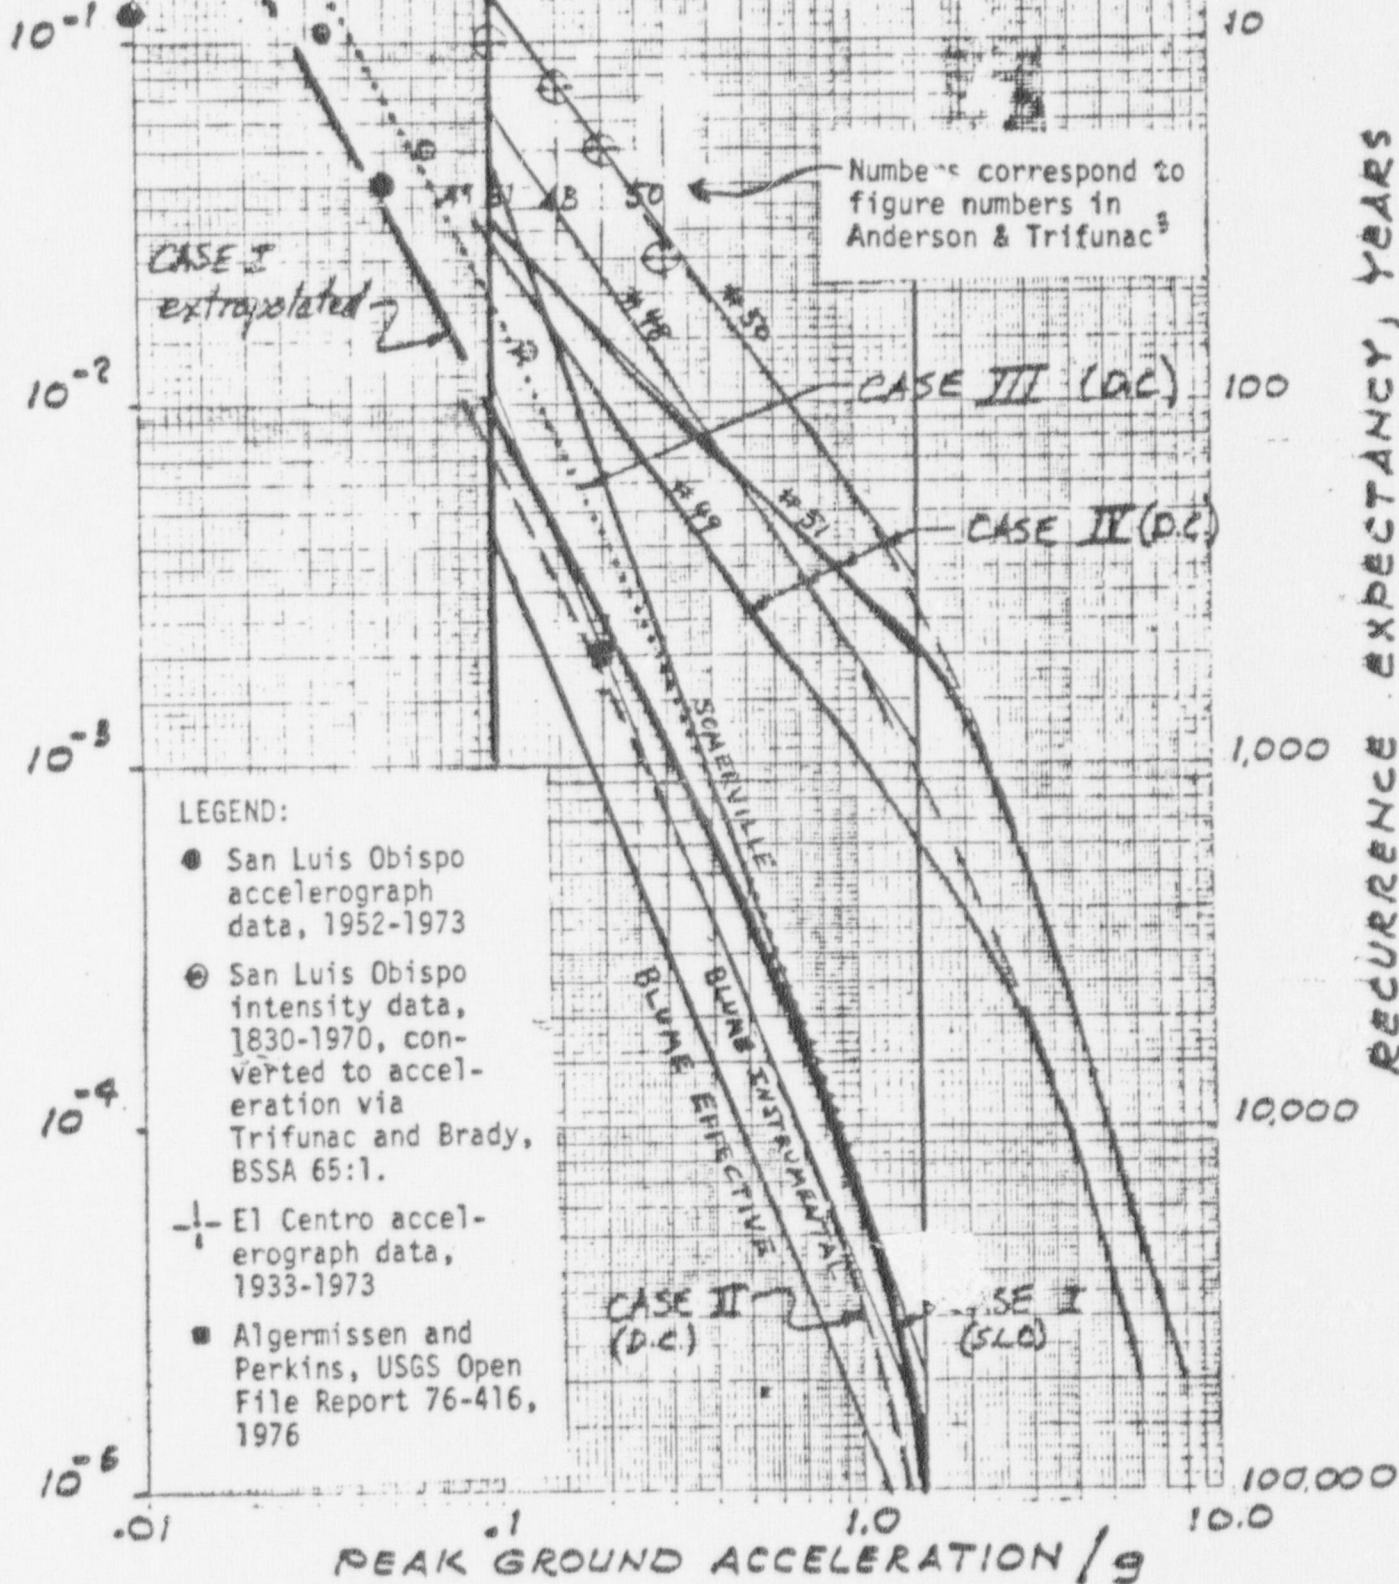 10⁻¹
10
Numbers correspond to
figure numbers in
Anderson & Trifunac³
49 51 48 50
CASE I
extrapolated
#48
#50
10⁻²
CASE III (D.C.)
100
#49
#51
CASE IV (D.C.)
RECURRENCE EXPECTANCY, YEARS
SOMERVILLE
10⁻³
1,000
LEGEND:
San Luis Obispo
accelerograph
data, 1952-1973
San Luis Obispo
intensity data,
1830-1970, con-
verted to accel-
eration via
Trifunac and Brady,
BSSA 65:1.
El Centro accel-
erograph data,
1933-1973
Algermissen and
Perkins, USGS Open
File Report 76-416,
1976
BLUME EFFECTIVE
BLUME INSTRUMENTAL
10⁻⁴
10,000
CASE II
(D.C.)
SE I
(SLO)
10⁻⁵
100,000
.01
.1
1.0
10.0
PEAK GROUND ACCELERATION / g